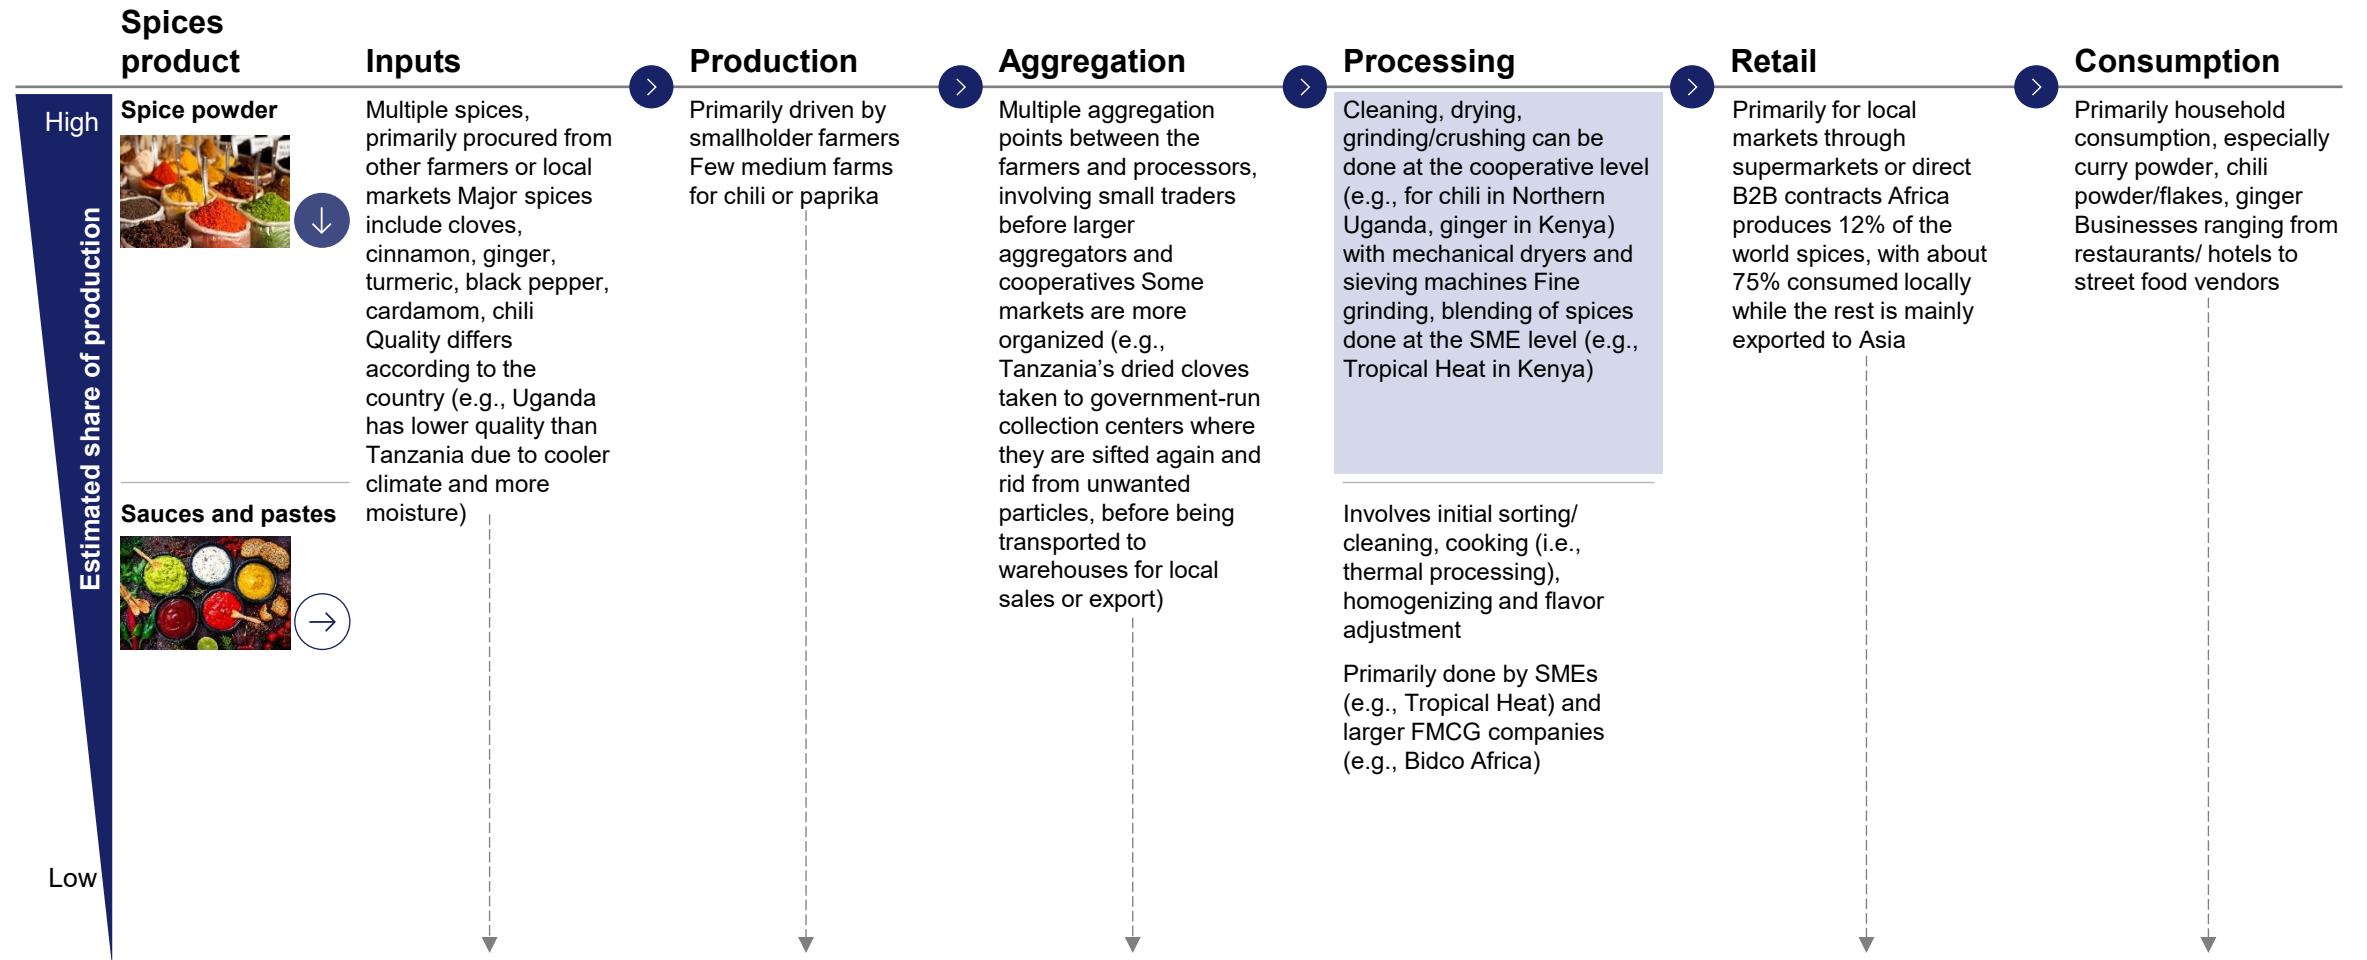 Spices
product
Inputs
Production
Aggregation
Processing
Retail
Consumption
High
Estimated share of production
Low
Spice powder
Multiple spices,
primarily procured from
other farmers or local
markets Major spices
include cloves,
cinnamon, ginger,
turmeric, black pepper,
cardamom, chili
Quality differs
according to the
country (e.g., Uganda
has lower quality than
Tanzania due to cooler
climate and more
moisture)
Primarily driven by
smallholder farmers
Few medium farms
for chili or paprika
Multiple aggregation
points between the
farmers and processors,
involving small traders
before larger
aggregators and
cooperatives Some
markets are more
organized (e.g.,
Tanzania’s dried cloves
taken to government-run
collection centers where
they are sifted again and
rid from unwanted
particles, before being
transported to
warehouses for local
sales or export)
Cleaning, drying,
grinding/crushing can be
done at the cooperative level
(e.g., for chili in Northern
Uganda, ginger in Kenya)
with mechanical dryers and
sieving machines Fine
grinding, blending of spices
done at the SME level (e.g.,
Tropical Heat in Kenya)
Primarily for local
markets through
supermarkets or direct
B2B contracts Africa
produces 12% of the
world spices, with about
75% consumed locally
while the rest is mainly
exported to Asia
Primarily household
consumption, especially
curry powder, chili
powder/flakes, ginger
Businesses ranging from
restaurants/ hotels to
street food vendors
Sauces and pastes
Involves initial sorting/
cleaning, cooking (i.e.,
thermal processing),
homogenizing and flavor
adjustment
Primarily done by SMEs
(e.g., Tropical Heat) and
larger FMCG companies
(e.g., Bidco Africa)